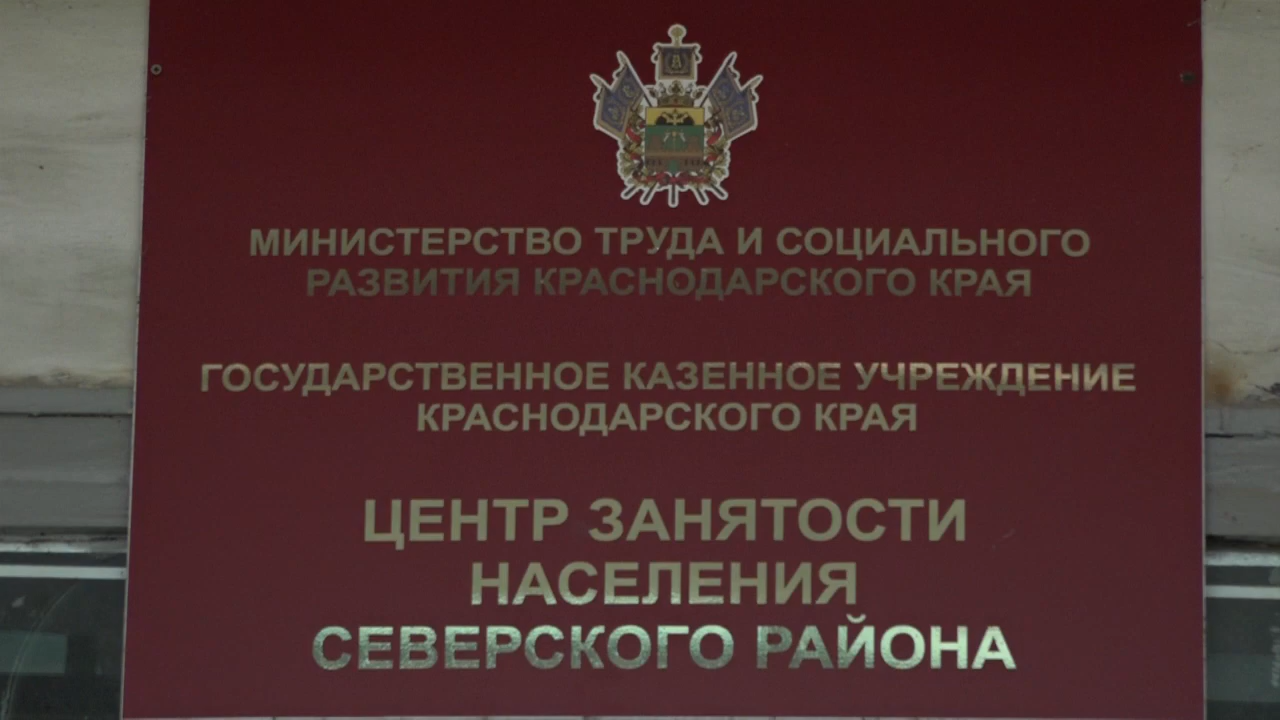 МИНИСТЕРСТВО ТРУДА И СОЦИАЛЬНОГО
РАЗВИТИЯ КРАСНОДАРСКОГО КРАЯ
ГОСУДАРСТВЕННОЕ КАЗЕННОЕ УЧРЕЖДЕНИЕ
КРАСНОДАРСКОГО КРАЯ
ЦЕНТР ЗАНЯТОСТИ
НАСЕЛЕНИЯ
СЕВЕРСКОГО РАЙОНА